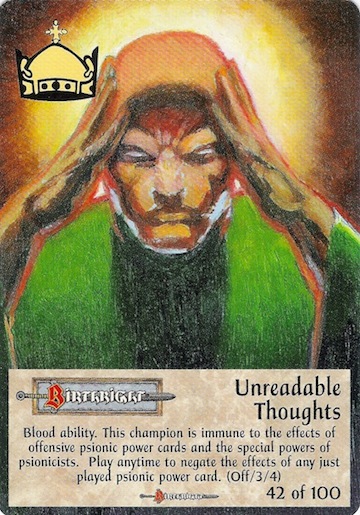 BIRTHRIGHT
Unreadable
Thoughts
Blood ability. This champion is immune to the effects of
offensive psionic power cards and the special powers of
psionicists. Play anytime to negate the effects of any just
played psionic power card. (Off/3/4)
BIRTHRIGHT
42 of 100